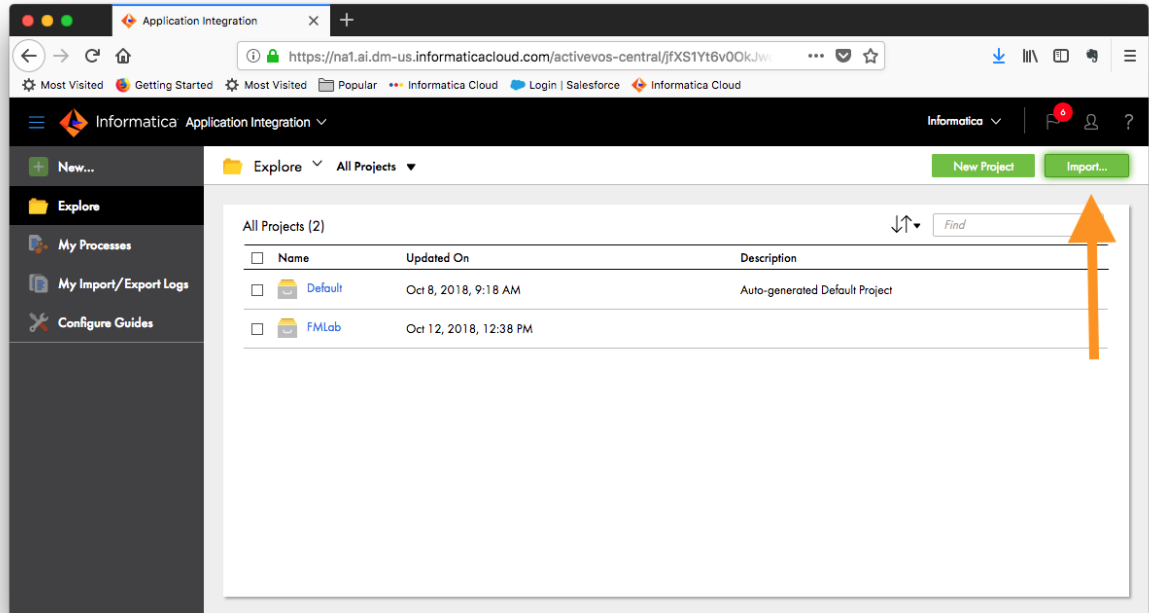 Application Integration
https://na1.ai.dm-us.informaticacloud.com/activevos-central/jfXS1Yt6v0OkJw
Most Visited Getting Started Most Visited Popular Informatica Cloud Login | Salesforce Informatica Cloud
Informatica Application Integration Informatica 6 ?
New... Explore All Projects New Project Import...
Explore
My Processes
My Import/Export Logs
Configure Guides
All Projects (2) Find
Name Updated On Description
Default Oct 8, 2018, 9:18 AM Auto-generated Default Project
FMLab Oct 12, 2018, 12:38 PM